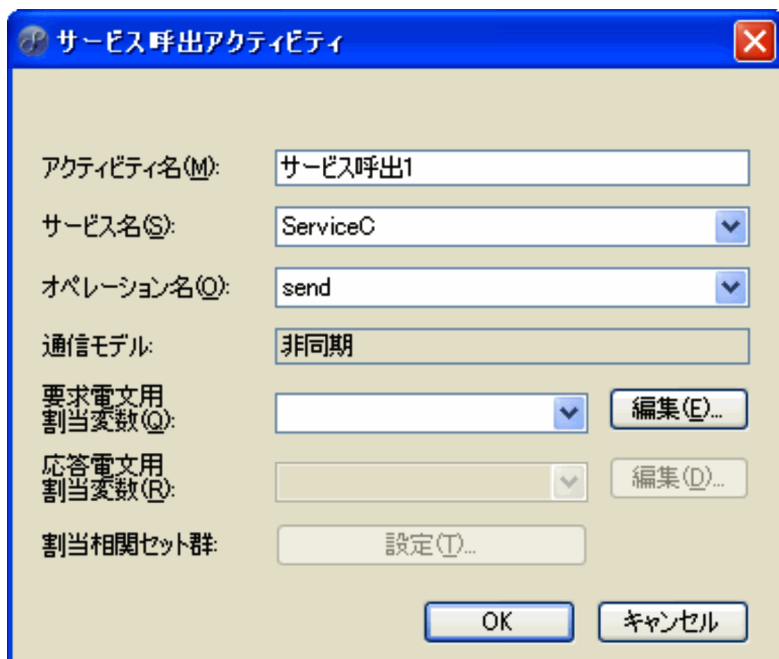 サービス呼出アクティビティ
アクティビティ名(M):
サービス呼出1
サービス名(S):
ServiceC
オペレーション名(O):
send
通信モデル:
非同期
要求電文用
割当変数(Q):
編集(E)...
応答電文用
割当変数(R):
編集(D)...
割当相関セット群:
設定(T)...
OK
キャンセル